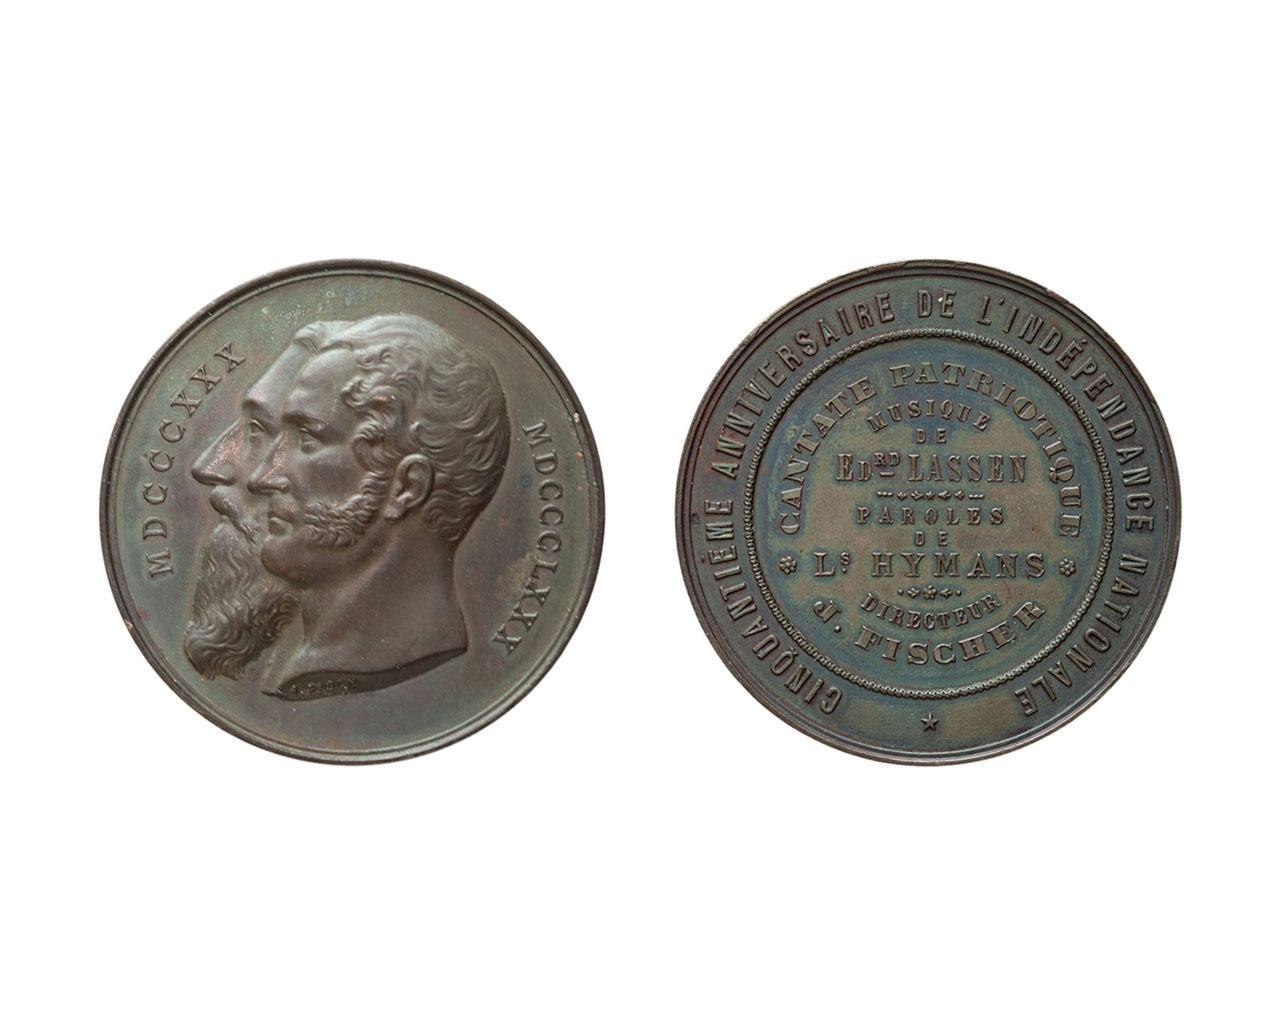 MDCCCXXX
MDCCCLXXX
CINQUANTIÈME ANNIVERSAIRE DE L'INDÉPENDANCE NATIONALE
CANTATE PATRIOTIQUE
MUSIQUE
DE
EDRD LASSEN
PAROLES
DE
LS HYMANS
DIRECTEUR
J. FISCHER